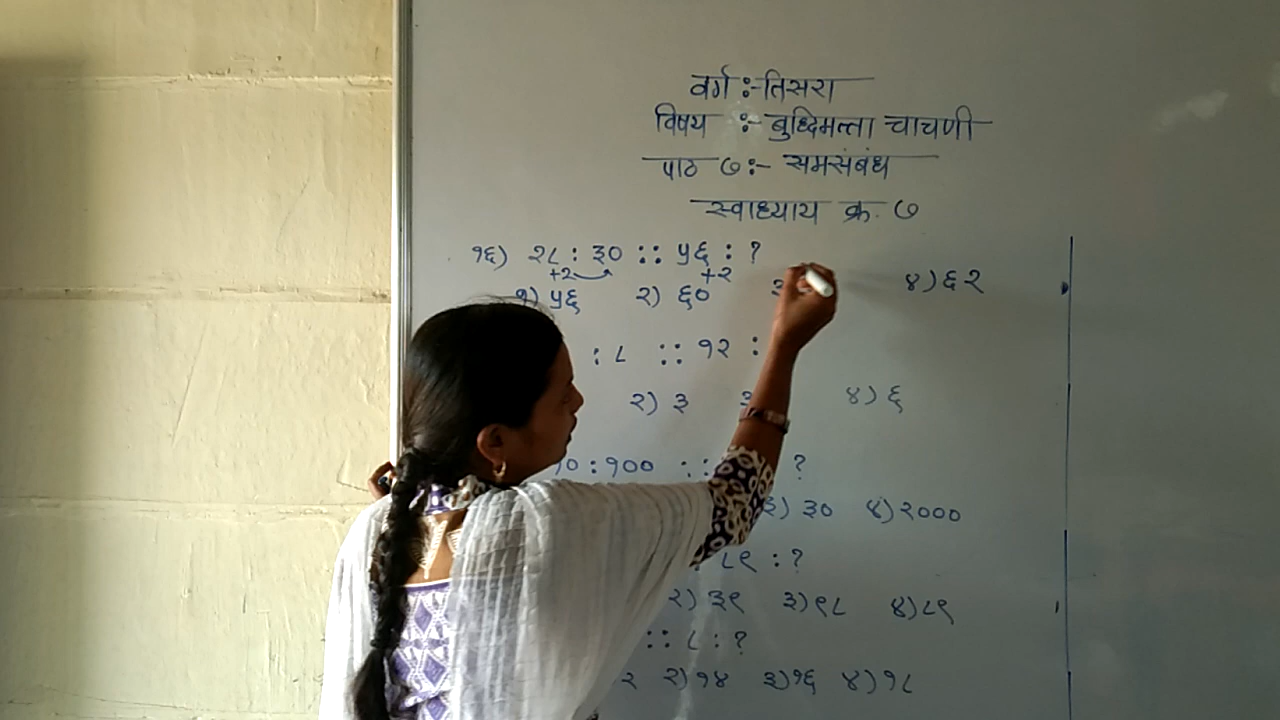 वर्ग :- तिसरा
विषय :- बुध्दिमत्ता चाचणी
पाठ ७ :- समसंबंध
स्वाध्याय क्र. ७
१६) २८ : ३० :: ५६ : ?
+२ +२
१) ५६ २) ६० ४) ६२
: ८ :: १२ :
२) ३ ४) ६
० : १०० :: ?
३) ३० ४) २०००
८९ : ?
२) ३९ ३) ९८ ४) ८९
:: ८ : ?
२ २) १४ ३) १६ ४) १८